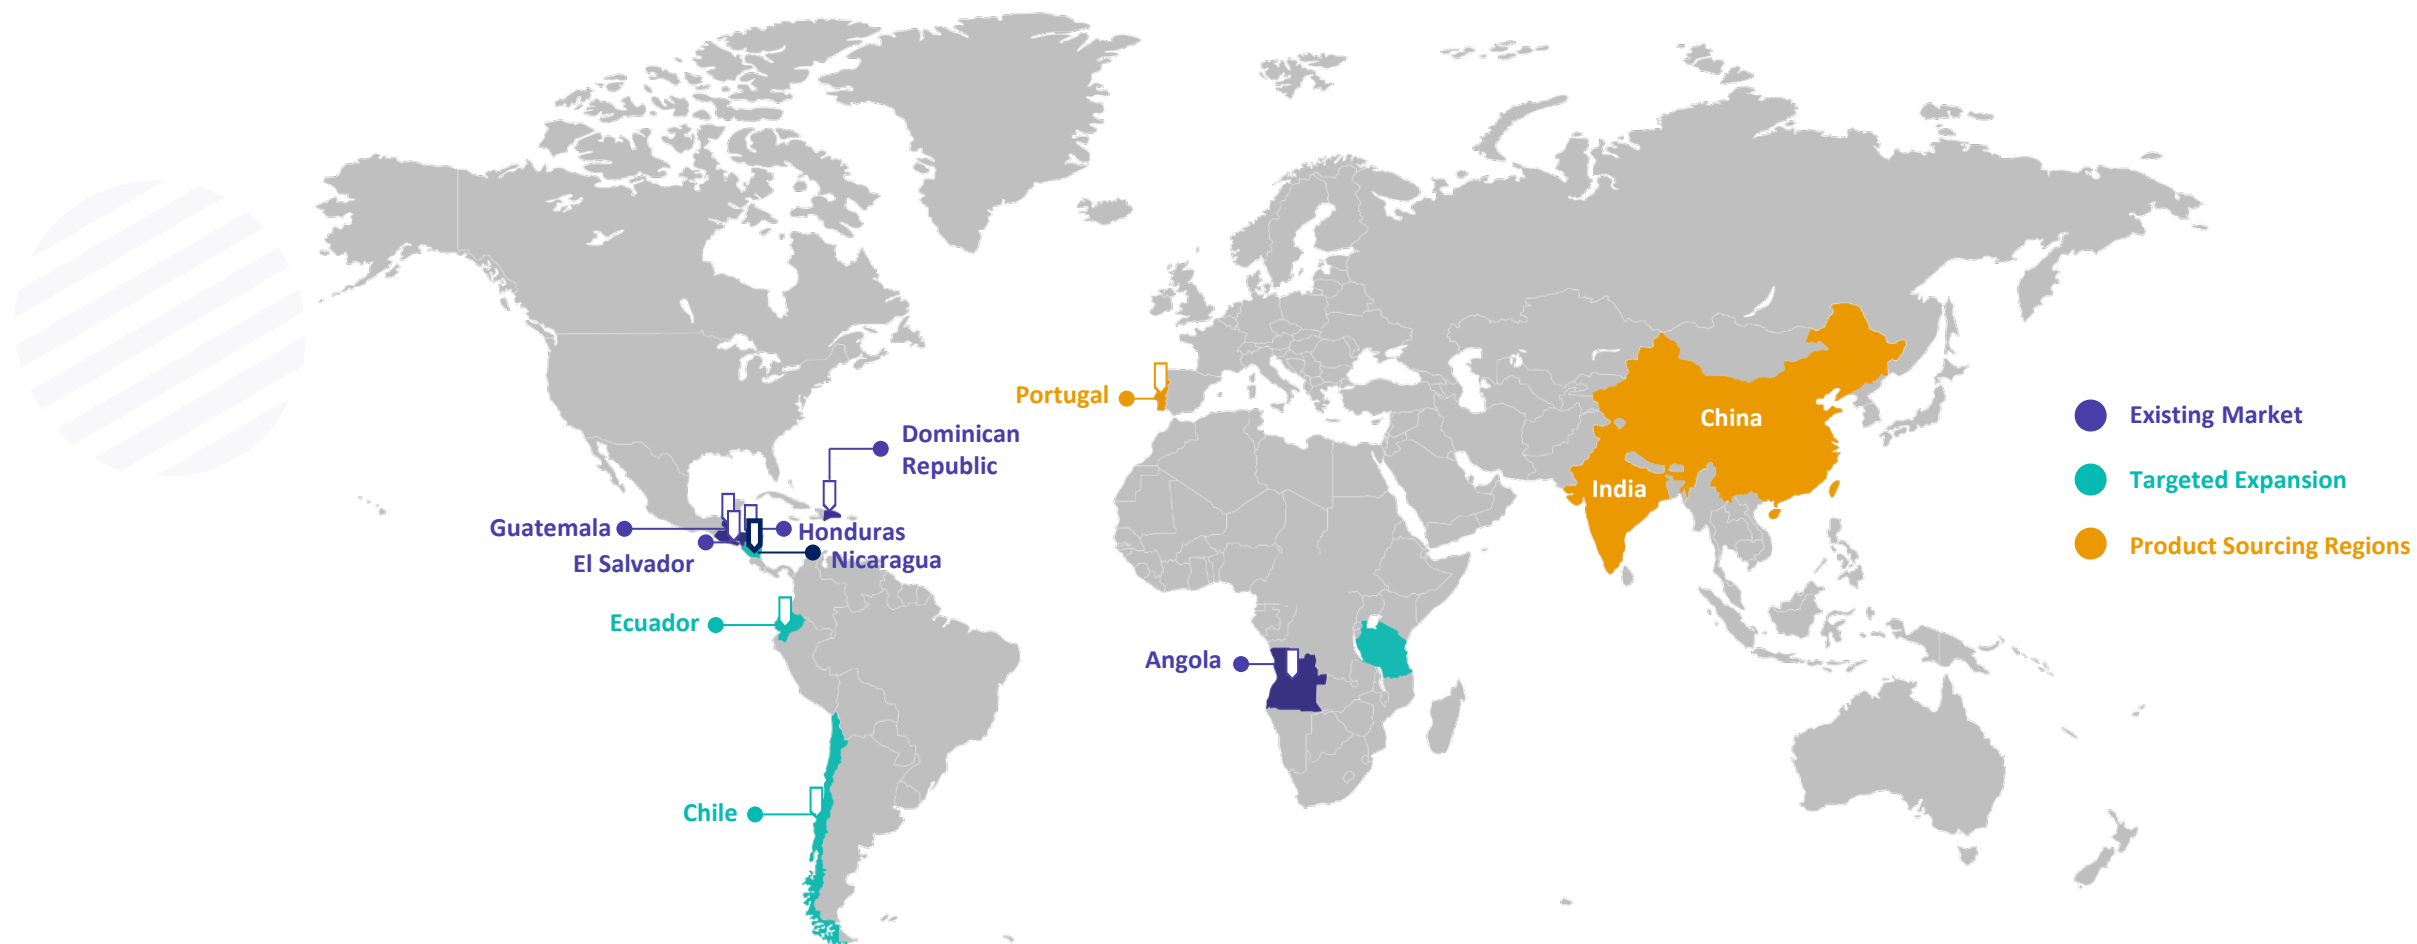 Portugal
China
India
Dominican
Republic
Guatemala
Honduras
El Salvador
Nicaragua
Ecuador
Angola
Chile
Existing Market
Targeted Expansion
Product Sourcing Regions